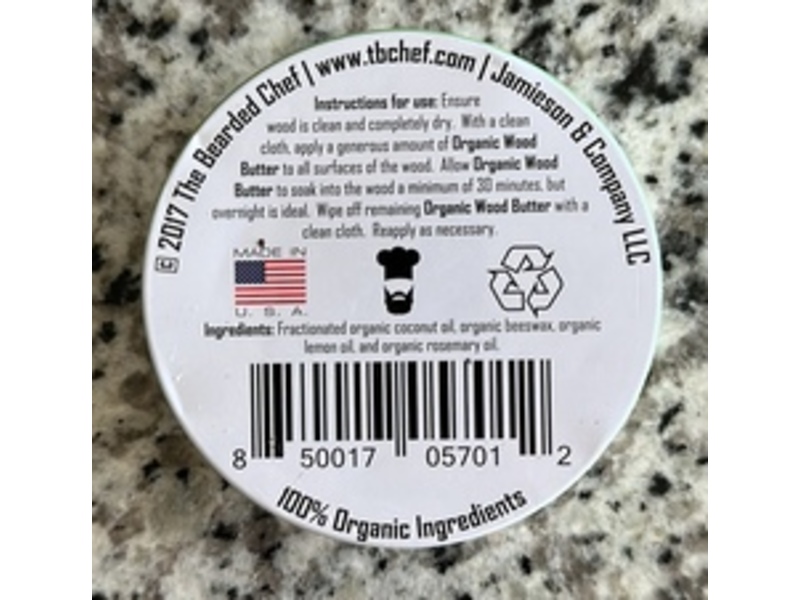 © 2017 The Bearded Chef | www.tbchef.com | Jamieson & Company LLC
Instructions for use: Ensure
wood is clean and completely dry. With a clean
cloth, apply a generous amount of Organic Wood
Butter to all surfaces of the wood. Allow Organic Wood
Butter to soak into the wood a minimum of 30 minutes, but
overnight is ideal. Wipe off remaining Organic Wood Butter with a
clean cloth. Reapply as necessary.
MADE IN
U. S. A.
Ingredients: Fractionated organic coconut oil, organic beeswax, organic
lemon oil, and organic rosemary oil.
8 50017 05701 2
100% Organic Ingredients